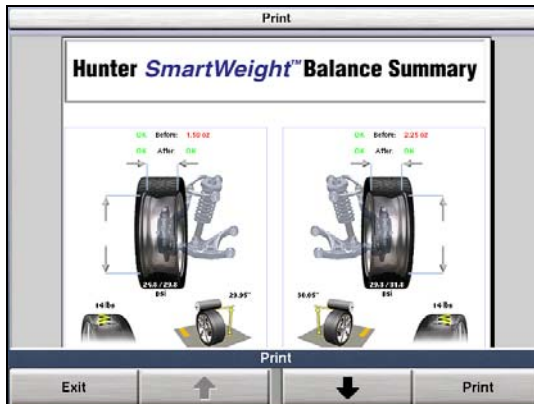 Print
Hunter SmartWeight™ Balance Summary
OK Before: 1.50 oz
OK After: OK
OK Before: 2.25 oz
OK After: OK
29.95"
30.05"
14 lbs
14 lbs
psi
psi
Print
Exit
Print